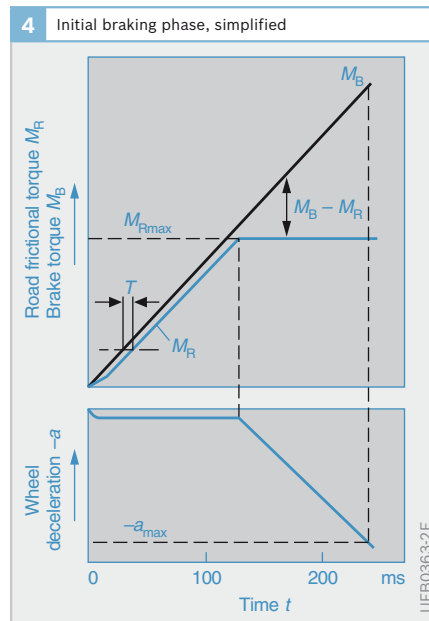 4 Initial braking phase, simplified
Road frictional torque M_R
Brake torque M_B
M_B
M_Rmax
M_B – M_R
T
M_R
Wheel
deceleration –a
–a_max
0 100 200 ms
Time t
UFB0363-2E